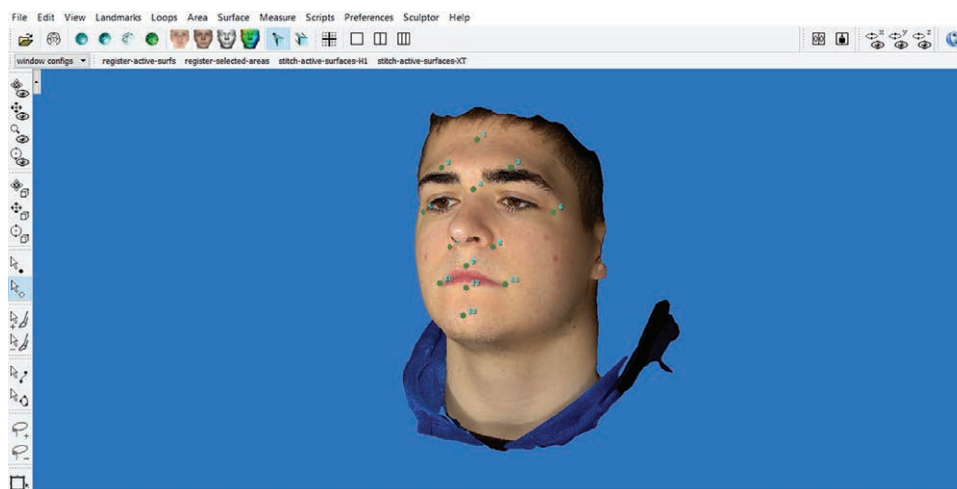 File Edit View Landmarks Loops Area Surface Measure Scripts Preferences Sculptor Help
window configs register-active-surfs register-selected-areas stitch-active-surfaces-H1 stitch-active-surfaces-XT